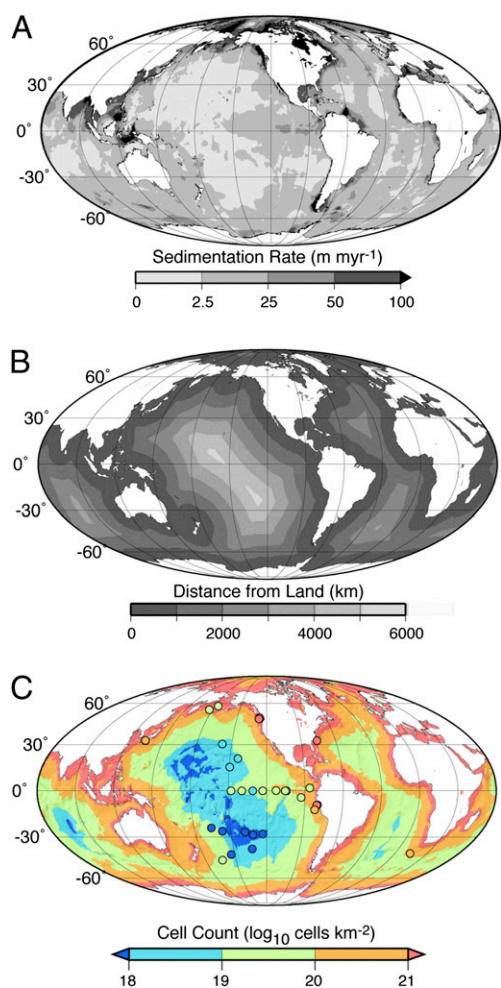 A
60°
30°
0°
-30°
-60°
Sedimentation Rate (m myr-1)
0 2.5 25 50 100
B
60°
30°
0°
-30°
-60°
Distance from Land (km)
0 2000 4000 6000
C
60°
30°
0°
-30°
-60°
Cell Count (log10 cells km-2)
18 19 20 21